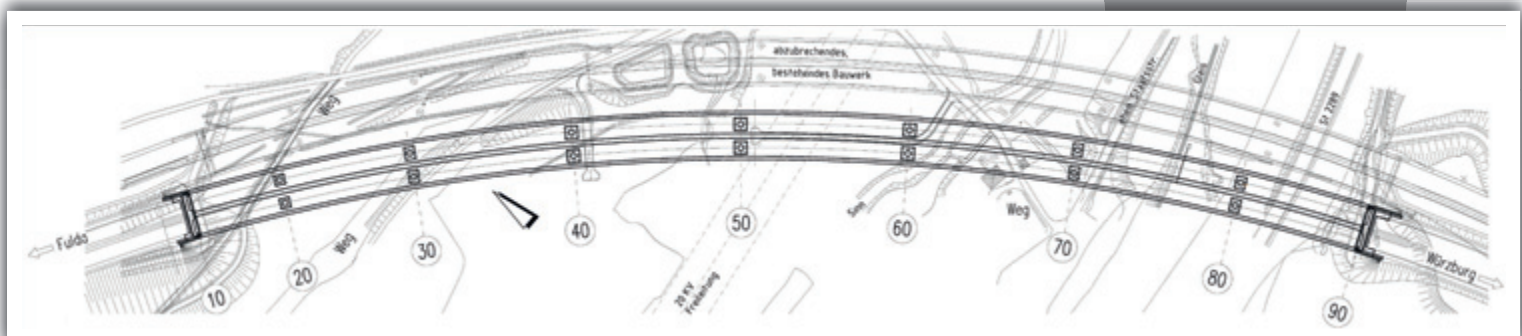 abzubrechendes,
bestehendes Bauwerk
Weg
Weg
Weg
Sinn
St 2289
20 KV
Freileitung
Fulda
Würzburg
10
20
30
40
50
60
70
80
90